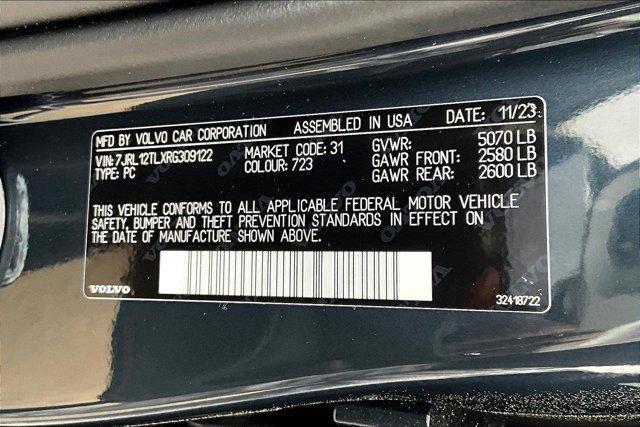 MFD BY VOLVO CAR CORPORATION ASSEMBLED IN USA DATE: 11/23
VIN: 7JRL12TLXRG309122 MARKET CODE: 31 GVWR: 5070 LB
TYPE: PC COLOUR: 723 GAWR FRONT: 2580 LB
GAWR REAR: 2600 LB
THIS VEHICLE CONFORMS TO ALL APPLICABLE FEDERAL MOTOR VEHICLE
SAFETY, BUMPER AND THEFT PREVENTION STANDARDS IN EFFECT ON
THE DATE OF MANUFACTURE SHOWN ABOVE.
VOLVO 32418722